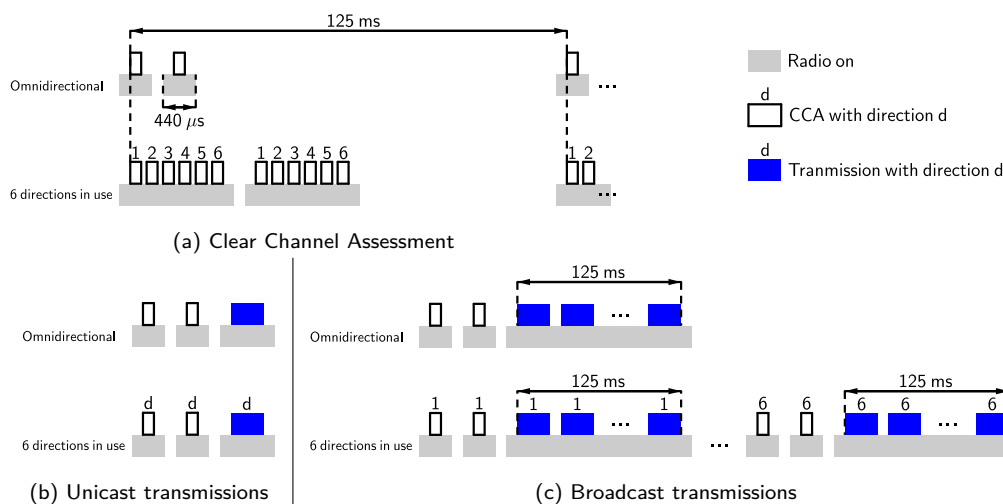 125 ms
Omnidirectional
...
440 μs
1 2 3 4 5 6 1 2 3 4 5 6 1 2
6 directions in use
...
(a) Clear Channel Assessment
Radio on
d
CCA with direction d
d
Tranmission with direction d
Omnidirectional
d d d
6 directions in use
(b) Unicast transmissions
125 ms
...
Omnidirectional
125 ms
125 ms
1 1 1 1 1 6 6 6 6 6
... ... ...
6 directions in use
(c) Broadcast transmissions